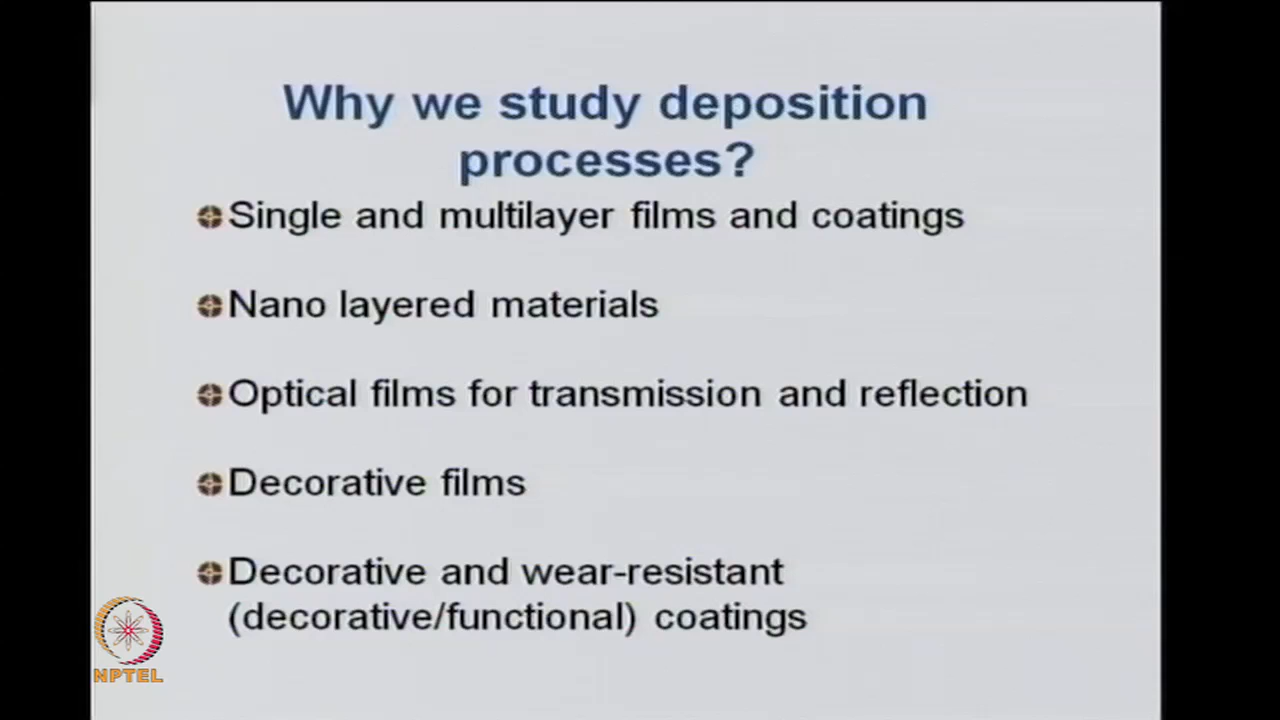 Why we study deposition
processes?
Single and multilayer films and coatings
Nano layered materials
Optical films for transmission and reflection
Decorative films
Decorative and wear-resistant
(decorative/functional) coatings
NPTEL